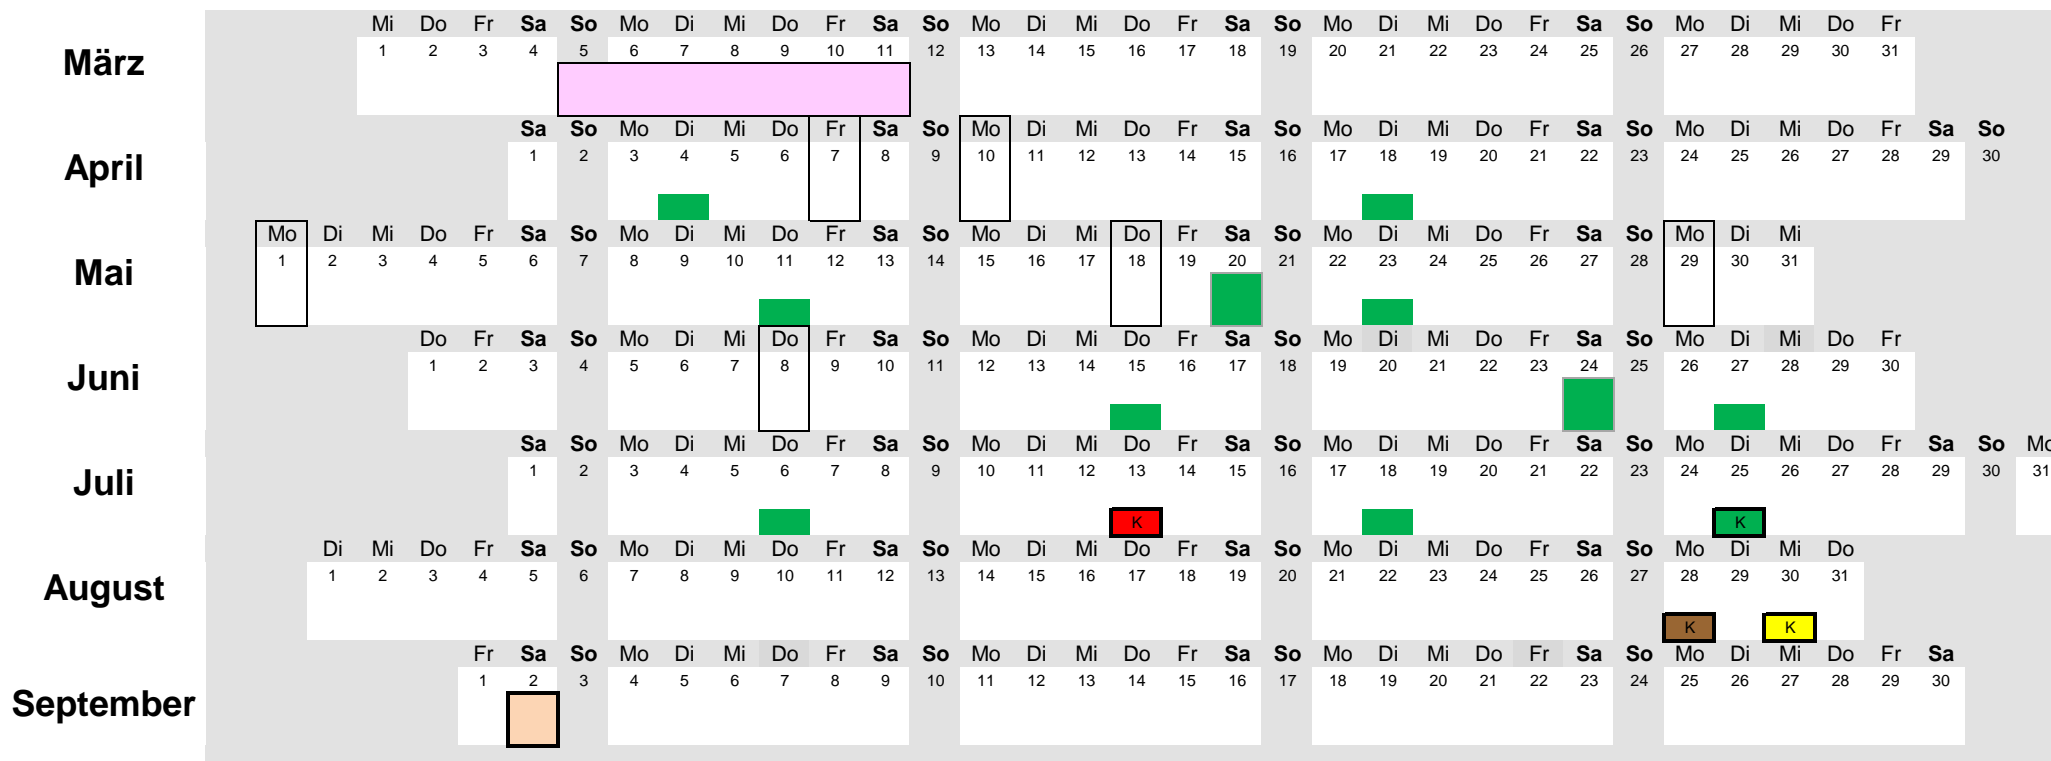 Mi Do Fr Sa So Mo Di Mi Do Fr Sa So Mo Di Mi Do Fr Sa So Mo Di Mi Do Fr Sa So Mo Di Mi Do Fr
März
1 2 3 4 5 6 7 8 9 10 11 12 13 14 15 16 17 18 19 20 21 22 23 24 25 26 27 28 29 30 31
Sa So Mo Di Mi Do Fr Sa So Mo Di Mi Do Fr Sa So Mo Di Mi Do Fr Sa So Mo Di Mi Do Fr Sa So
April
1 2 3 4 5 6 7 8 9 10 11 12 13 14 15 16 17 18 19 20 21 22 23 24 25 26 27 28 29 30
Mo Di Mi Do Fr Sa So Mo Di Mi Do Fr Sa So Mo Di Mi Do Fr Sa So Mo Di Mi Do Fr Sa So Mo Di Mi
Mai
1 2 3 4 5 6 7 8 9 10 11 12 13 14 15 16 17 18 19 20 21 22 23 24 25 26 27 28 29 30 31
Do Fr Sa So Mo Di Mi Do Fr Sa So Mo Di Mi Do Fr Sa So Mo Di Mi Do Fr Sa So Mo Di Mi Do Fr
Juni
1 2 3 4 5 6 7 8 9 10 11 12 13 14 15 16 17 18 19 20 21 22 23 24 25 26 27 28 29 30
Sa So Mo Di Mi Do Fr Sa So Mo Di Mi Do Fr Sa So Mo Di Mi Do Fr Sa So Mo Di Mi Do Fr Sa So Mo
Juli
1 2 3 4 5 6 7 8 9 10 11 12 13 14 15 16 17 18 19 20 21 22 23 24 25 26 27 28 29 30 31
K K
Di Mi Do Fr Sa So Mo Di Mi Do Fr Sa So Mo Di Mi Do Fr Sa So Mo Di Mi Do Fr Sa So Mo Di Mi Do
August
1 2 3 4 5 6 7 8 9 10 11 12 13 14 15 16 17 18 19 20 21 22 23 24 25 26 27 28 29 30 31
K K
Fr Sa So Mo Di Mi Do Fr Sa So Mo Di Mi Do Fr Sa So Mo Di Mi Do Fr Sa So Mo Di Mi Do Fr Sa
September
1 2 3 4 5 6 7 8 9 10 11 12 13 14 15 16 17 18 19 20 21 22 23 24 25 26 27 28 29 30